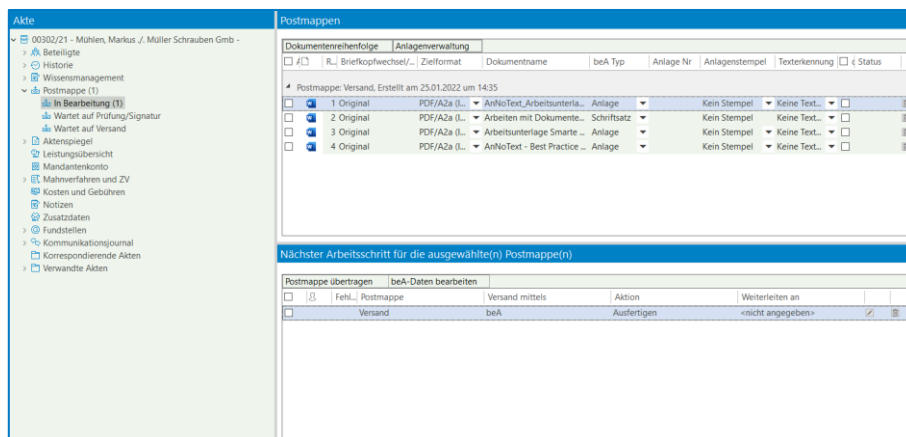 Akte
00302/21 - Mühlen, Markus ./. Müller Schrauben Gmb -
Beteiligte
Historie
Wissensmanagement
Postmappe (1)
In Bearbeitung (1)
Wartet auf Prüfung/Signatur
Wartet auf Versand
Aktenspiegel
Leistungsübersicht
Mandantenkonto
Mahnverfahren und ZV
Kosten und Gebühren
Notizen
Zusatzdaten
Fundstellen
Kommunikationsjournal
Korrespondierende Akten
Verwandte Akten
Postmappen
Dokumentenreihenfolge Anlagenverwaltung
R... Briefkopfwechsel/... Zielformat Dokumentname beA Typ Anlage Nr Anlagenstempel Texterkennung Status
Postmappe: Versand, Erstellt am 25.01.2022 um 14:35
1 Original PDF/A2a (I... AnNoText_Arbeitsunterla... Anlage Kein Stempel Keine Text...
2 Original PDF/A2a (I... Arbeiten mit Dokumente... Schriftsatz Kein Stempel Keine Text...
3 Original PDF/A2a (I... Arbeitsunterlage Smarte ... Anlage Kein Stempel Keine Text...
4 Original PDF/A2a (I... AnNoText - Best Practice ... Anlage Kein Stempel Keine Text...
Nächster Arbeitsschritt für die ausgewählte(n) Postmappe(n)
Postmappe übertragen beA-Daten bearbeiten
Fehl... Postmappe Versand mittels Aktion Weiterleiten an
Versand beA Ausfertigen <nicht angegeben>